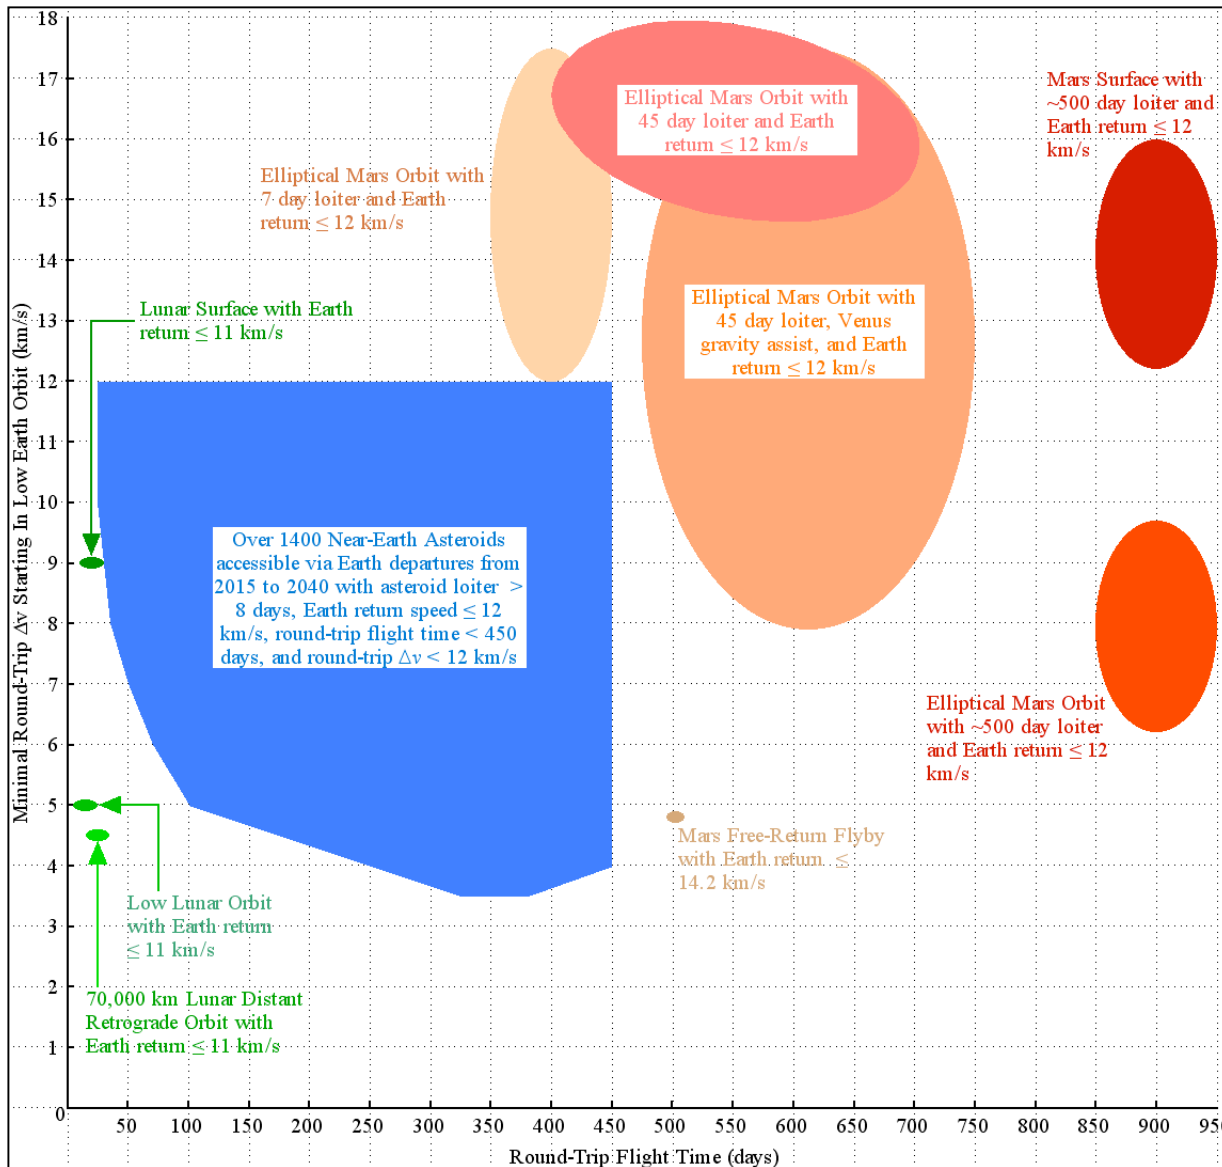 18
17
16
15
14
13
12
11
10
9
8
7
6
5
4
3
2
1
0
Minimal Round-Trip Δv Starting In Low Earth Orbit (km/s)
Elliptical Mars Orbit with
45 day loiter and Earth
return ≤ 12 km/s
Mars Surface with
~500 day loiter and
Earth return ≤ 12
km/s
Elliptical Mars Orbit with
7 day loiter and Earth
return ≤ 12 km/s
Lunar Surface with Earth
return ≤ 11 km/s
Elliptical Mars Orbit with
45 day loiter, Venus
gravity assist, and Earth
return ≤ 12 km/s
Over 1400 Near-Earth Asteroids
accessible via Earth departures from
2015 to 2040 with asteroid loiter >
8 days, Earth return speed ≤ 12
km/s, round-trip flight time < 450
days, and round-trip Δv < 12 km/s
Elliptical Mars Orbit
with ~500 day loiter
and Earth return ≤ 12
km/s
Mars Free-Return Flyby
with Earth return ≤
14.2 km/s
Low Lunar Orbit
with Earth return
≤ 11 km/s
70,000 km Lunar Distant
Retrograde Orbit with
Earth return ≤ 11 km/s
50 100 150 200 250 300 350 400 450 500 550 600 650 700 750 800 850 900 950
Round-Trip Flight Time (days)